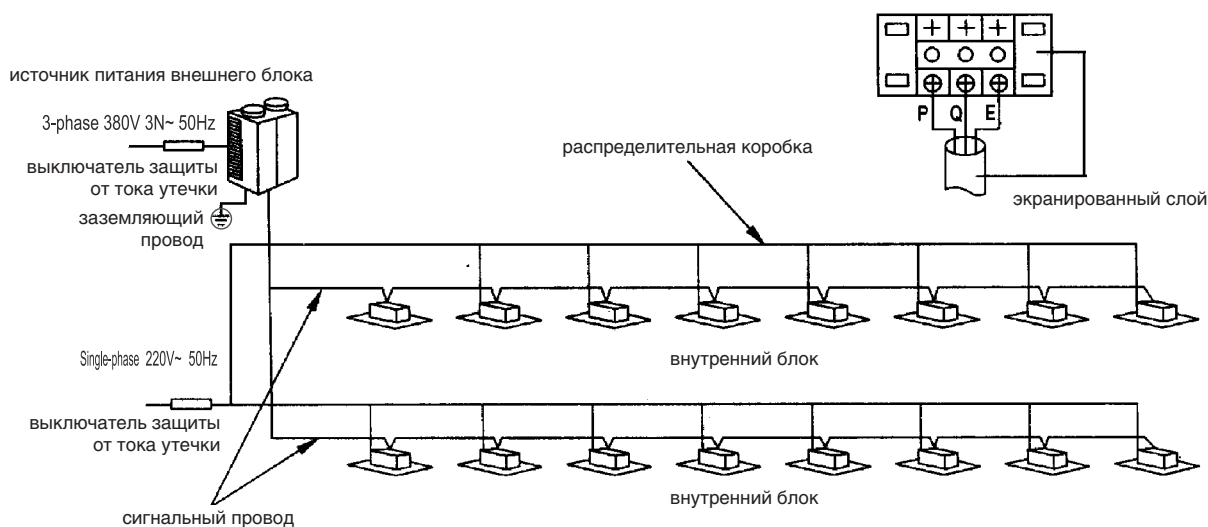 источник питания внешнего блока
3-phase 380V 3N~ 50Hz
выключатель защиты
от тока утечки
заземляющий
провод
распределительная коробка
P Q E
экранированный слой
внутренний блок
Single-phase 220V~ 50Hz
выключатель защиты
от тока утечки
внутренний блок
сигнальный провод